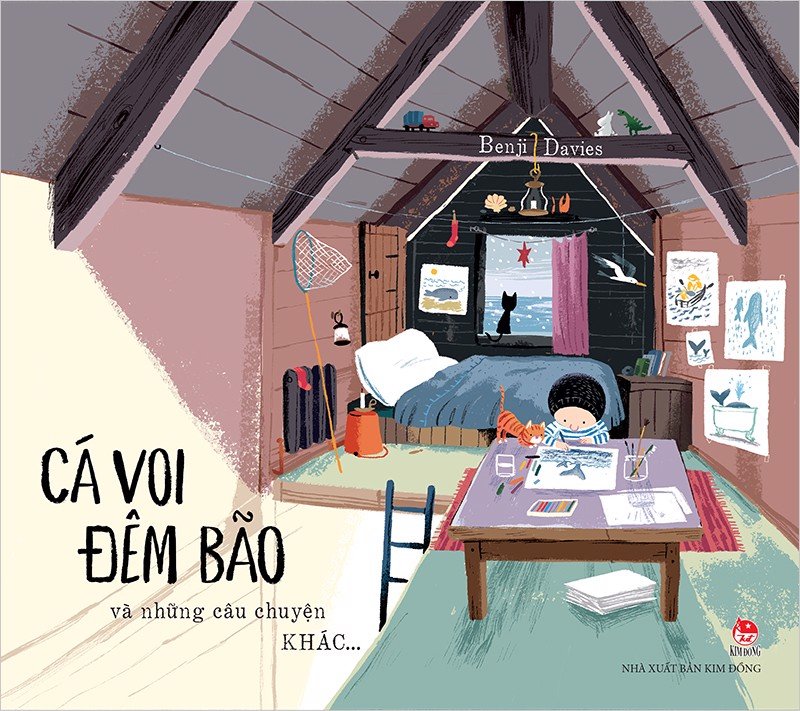 Benji Davies
CÁ VOI
ĐÊM BÃO
và những câu chuyện
KHÁC...
KIM ĐỒNG
NHÀ XUẤT BẢN KIM ĐỒNG